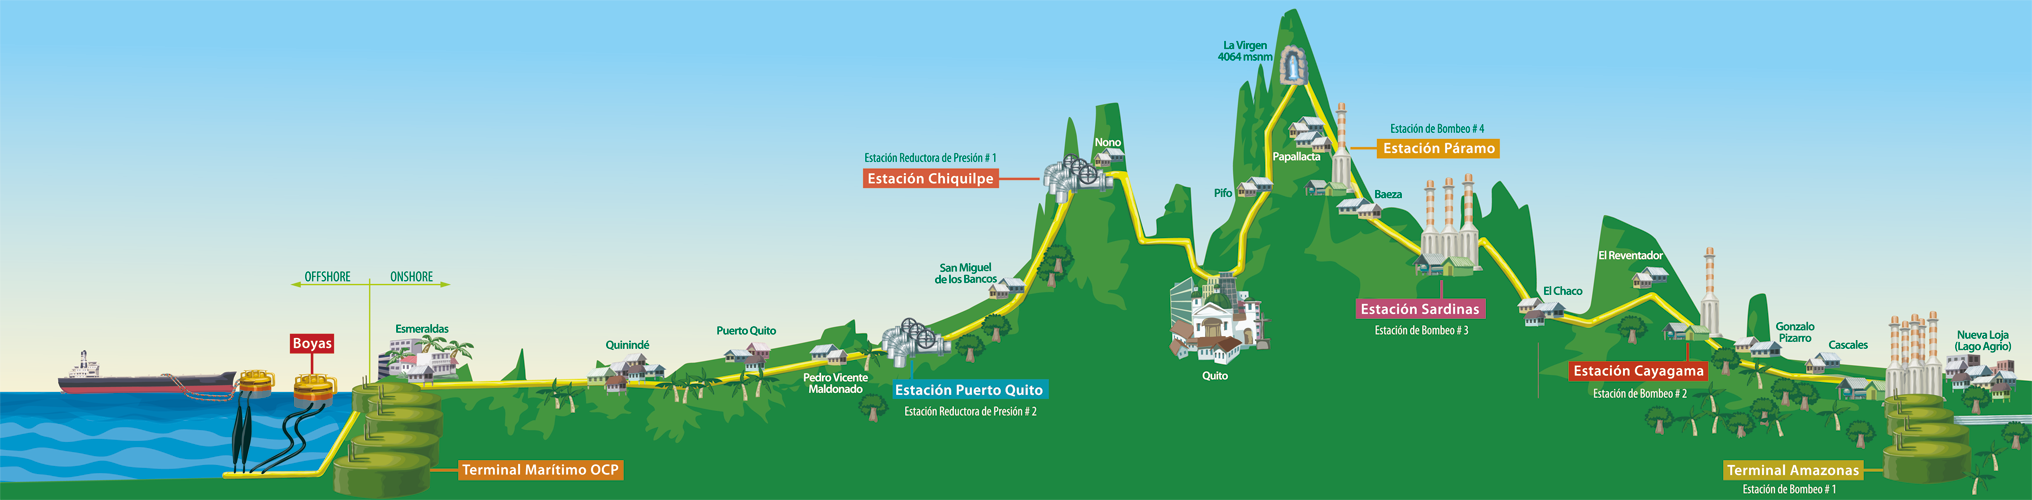 La Virgen
4064 msnm
Estación de Bombeo # 4
Estación Páramo
Nono
Papallacta
Estación Reductora de Presión # 1
Estación Chiquilpe
Pifo
Baeza
El Reventador
San Miguel
de los Bancos
OFFSHORE
ONSHORE
El Chaco
Estación Sardinas
Estación de Bombeo # 3
Esmeraldas
Puerto Quito
Quinindé
Boyas
Gonzalo
Pizarro
Nueva Loja
(Lago Agrio)
Cascales
Pedro Vicente
Maldonado
Quito
Estación Cayagama
Estación de Bombeo # 2
Estación Puerto Quito
Estación Reductora de Presión # 2
Terminal Marítimo OCP
Terminal Amazonas
Estación de Bombeo # 1